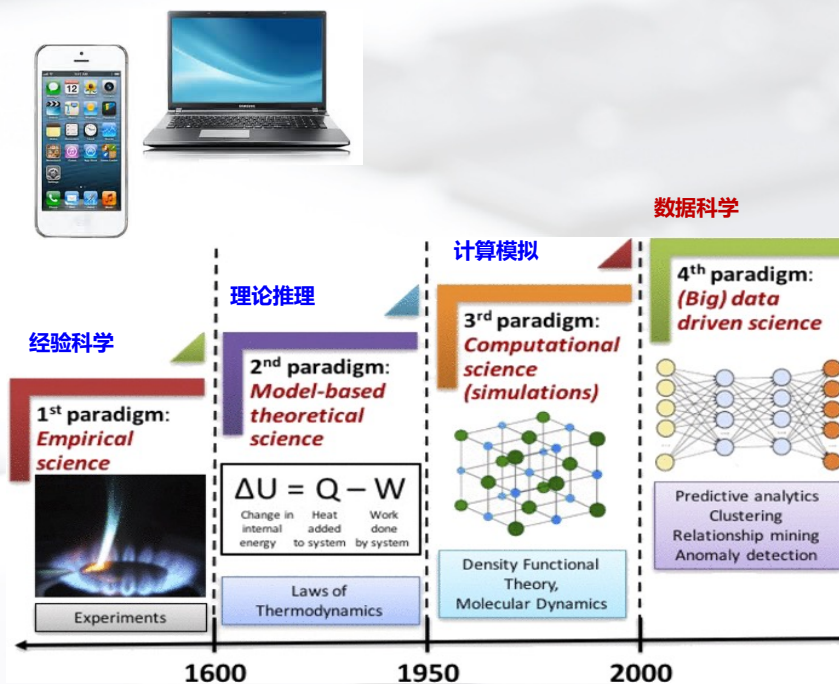 12
SAMSUNG
数据科学
计算模拟
理论推理
经验科学
1st paradigm:
Empirical
science
Experiments
2nd paradigm:
Model-based
theoretical
science
ΔU = Q – W
Change in internal energy
Heat added to system
Work done by system
Laws of
Thermodynamics
3rd paradigm:
Computational
science
(simulations)
Density Functional
Theory,
Molecular Dynamics
4th paradigm:
(Big) data
driven science
Predictive analytics
Clustering
Relationship mining
Anomaly detection
1600
1950
2000